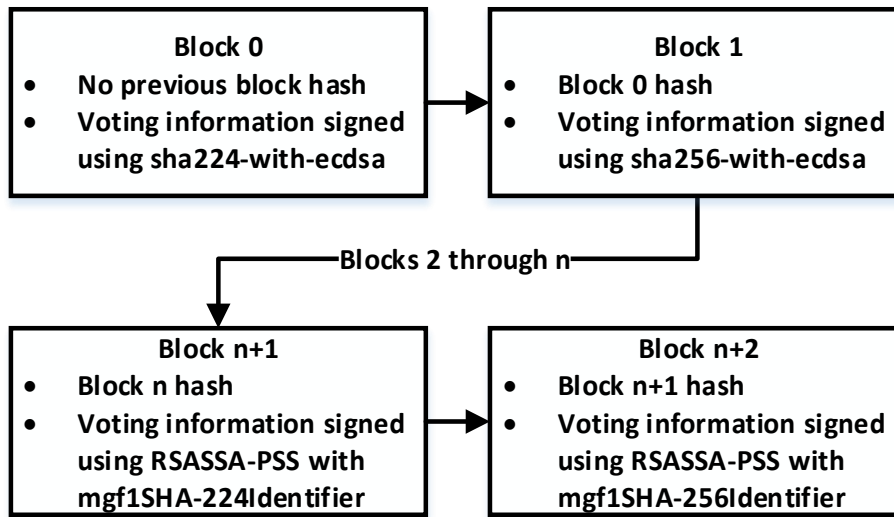 Block 0
• No previous block hash
• Voting information signed
using sha224-with-ecdsa
Block 1
• Block 0 hash
• Voting information signed
using sha256-with-ecdsa
Blocks 2 through n
Block n+1
• Block n hash
• Voting information signed
using RSASSA-PSS with
mgf1SHA-224Identifier
Block n+2
• Block n+1 hash
• Voting information signed
using RSASSA-PSS with
mgf1SHA-256Identifier